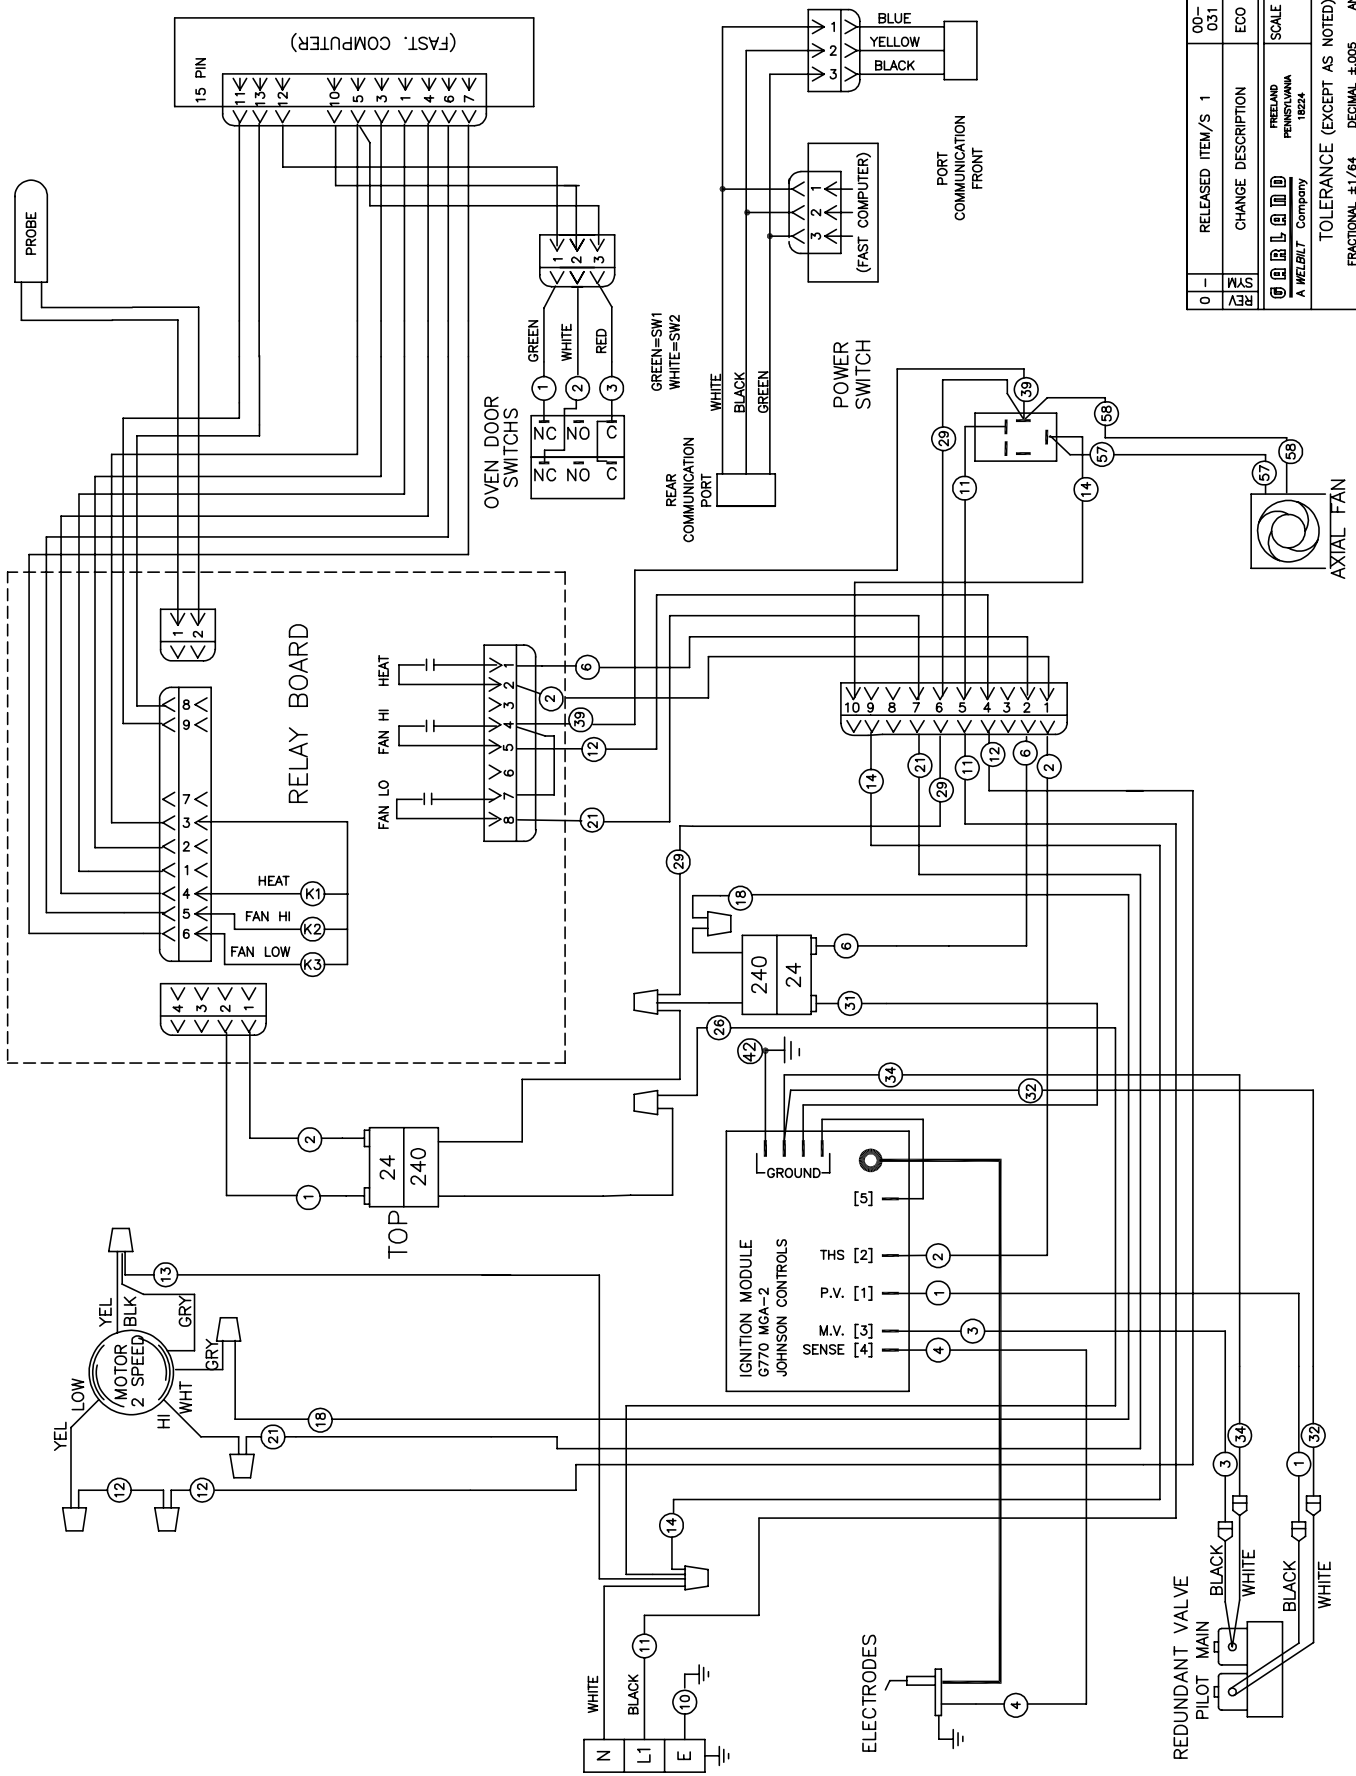 PROBE
(FAST. COMPUTER)
15 PIN
11 13 12 10 5 3 1 4 6 7
1 2 3
BLUE
YELLOW
BLACK
PORT
COMMUNICATION
FRONT
1 2 3
(FAST COMPUTER)
WHITE
BLACK
GREEN
REAR
COMMUNICATION
PORT
1 2 3
GREEN
WHITE
RED
1 2 3
NC NO C
NC NO C
OVEN DOOR
SWITCHS
GREEN=SW1
WHITE=SW2
POWER
SWITCH
39
29
11
14
58
57
57
58
AXIAL FAN
0 - RELEASED ITEM/S 1 00-
031
REV SYM CHANGE DESCRIPTION ECO
GARLAND
A WELBILT Company
FREELAND
PENNSYLVANIA
18224
SCALE
TOLERANCE (EXCEPT AS NOTED)
FRACTIONAL ±1/64 DECIMAL ±.005
RELAY BOARD
1 2
8 9 7 3 2 1 4 5 6
HEAT
K1
FAN HI
K2
FAN LOW
K3
4 3 2 1
HEAT
FAN HI
FAN LO
1 2 3 4 5 6 7 8
6
2
39
12
21
10 9 8 7 6 5 4 3 2 1
14
21
29
11
12
6
2
29
18
240
24
6
31
26
42
34
32
2
1
24
240
TOP
GROUND
[5]
THS [2]
P.V. [1]
M.V. [3]
SENSE [4]
2
1
3
4
IGNITION MODULE
G770 MGA-2
JOHNSON CONTROLS
MOTOR
2 SPEED
YEL
BLK
GRY
GRY
YEL
LOW
HI
WHT
13
18
21
12
12
14
WHITE
BLACK
11
10
N
L1
E
ELECTRODES
4
REDUNDANT VALVE
PILOT MAIN
BLACK
WHITE
BLACK
WHITE
3
34
1
32